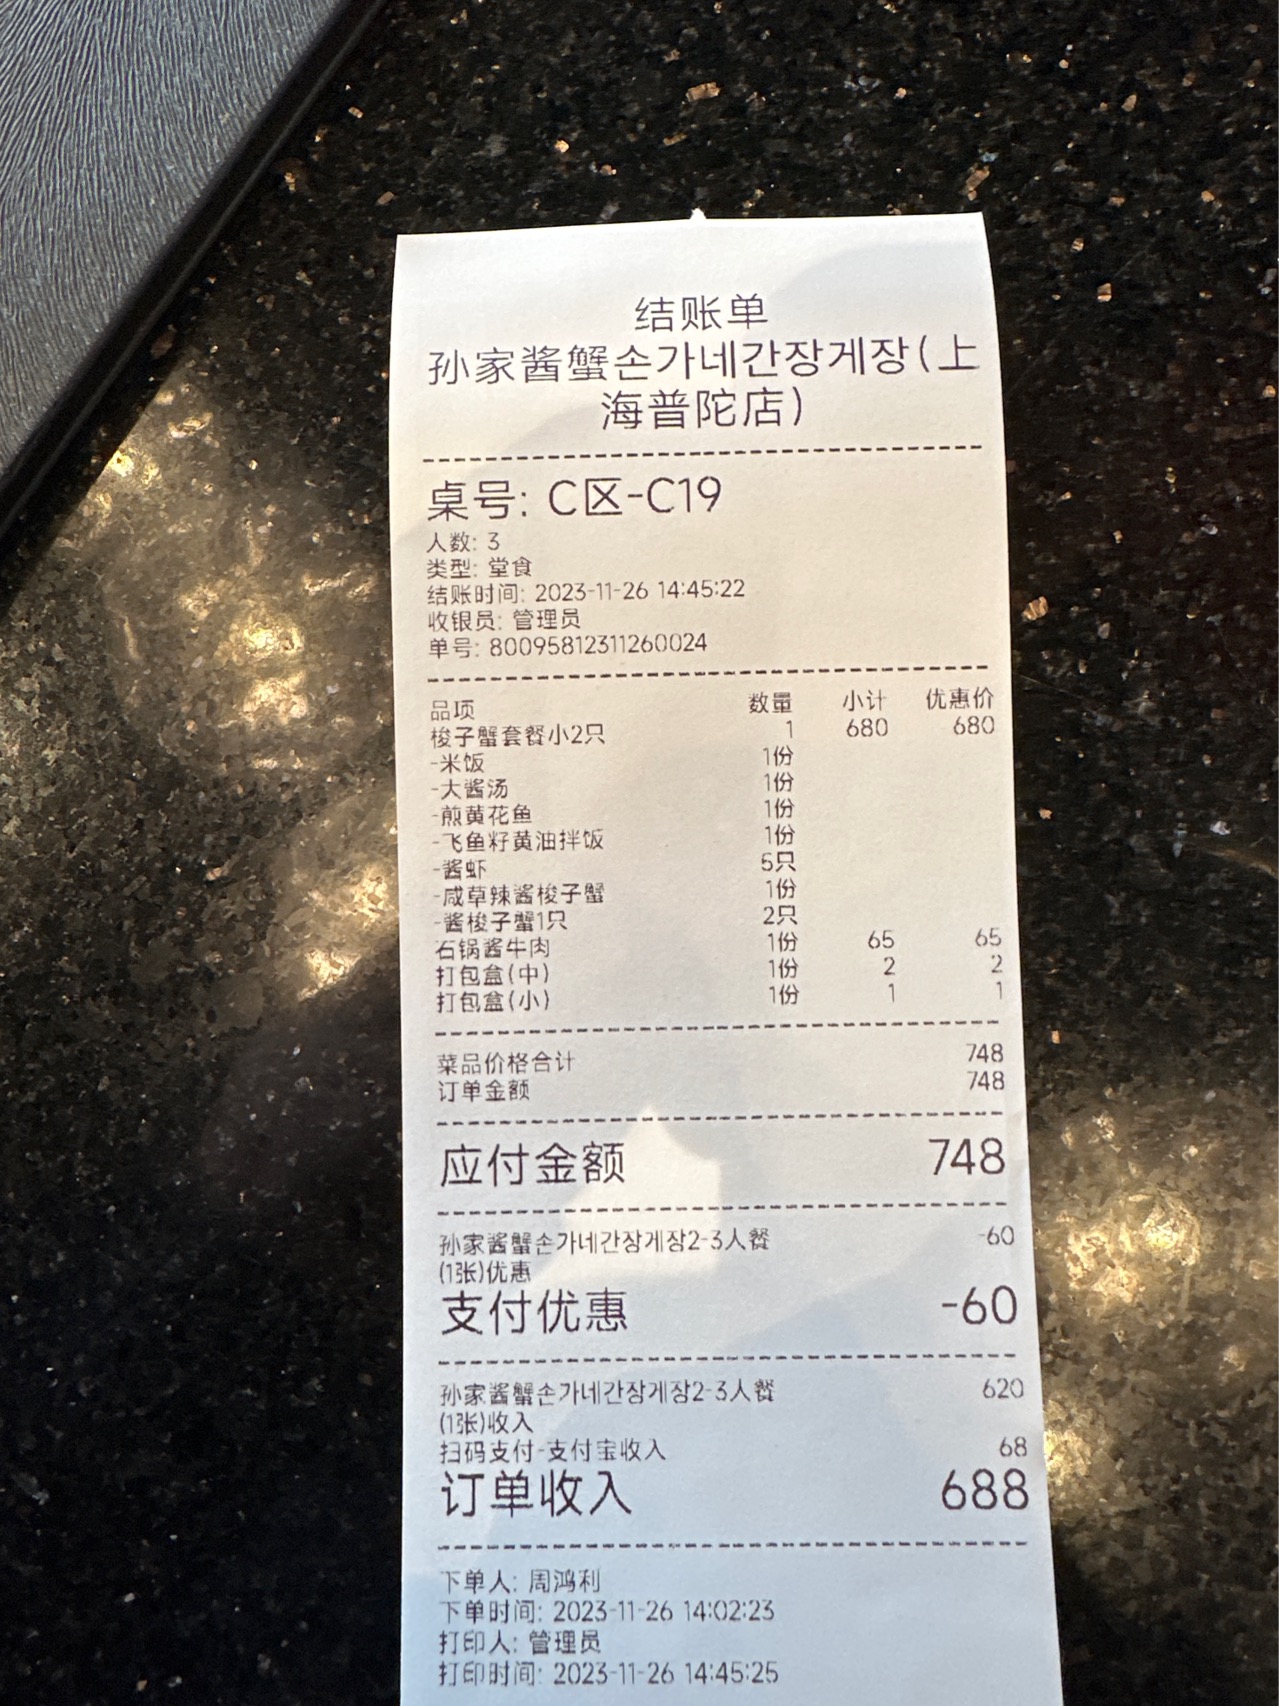 结账单
孙家酱蟹손가네간장게장(上
海普陀店)
桌号: C区-C19
人数: 3
类型: 堂食
结账时间: 2023-11-26 14:45:22
收银员: 管理员
单号: 80095812311260024
品项 数量 小计 优惠价
梭子蟹套餐小2只 1 680 680
-米饭 1份
-大酱汤 1份
-煎黄花鱼 1份
-飞鱼籽黄油拌饭 1份
-酱虾 5只
-咸草辣酱梭子蟹 1份
-酱梭子蟹1只 2只
石锅酱牛肉 1份 65 65
打包盒(中) 1份 2 2
打包盒(小) 1份 1 1
菜品价格合计 748
订单金额 748
应付金额 748
孙家酱蟹손가네간장게장2-3人餐 -60
(1张)优惠
支付优惠 -60
孙家酱蟹손가네간장게장2-3人餐 620
(1张)收入
扫码支付-支付宝收入 68
订单收入 688
下单人: 周鸿利
下单时间: 2023-11-26 14:02:23
打印人: 管理员
打印时间: 2023-11-26 14:45:25